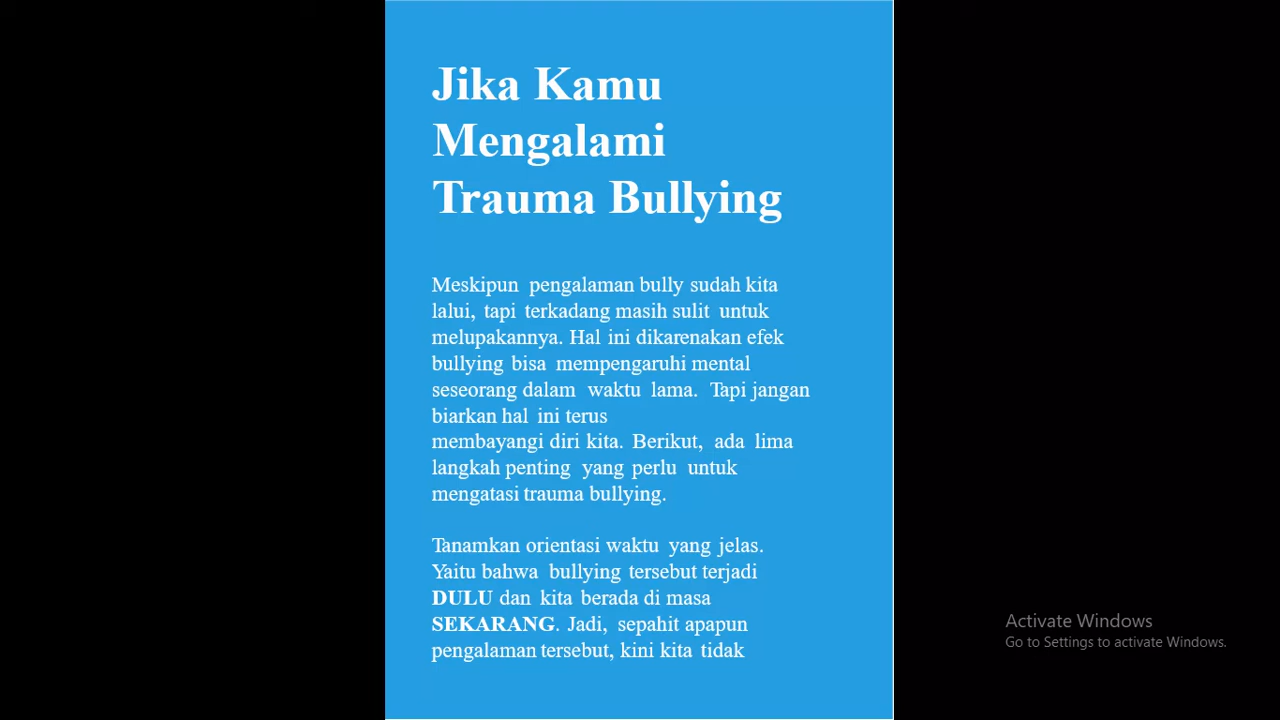 Jika Kamu
Mengalami
Trauma Bullying
Meskipun pengalaman bully sudah kita
lalui, tapi terkadang masih sulit untuk
melupakannya. Hal ini dikarenakan efek
bullying bisa mempengaruhi mental
seseorang dalam waktu lama. Tapi jangan
biarkan hal ini terus
membayangi diri kita. Berikut, ada lima
langkah penting yang perlu untuk
mengatasi trauma bullying.
Tanamkan orientasi waktu yang jelas.
Yaitu bahwa bullying tersebut terjadi
DULU dan kita berada di masa
SEKARANG. Jadi, sepahit apapun
pengalaman tersebut, kini kita tidak
Activate Windows
Go to Settings to activate Windows.